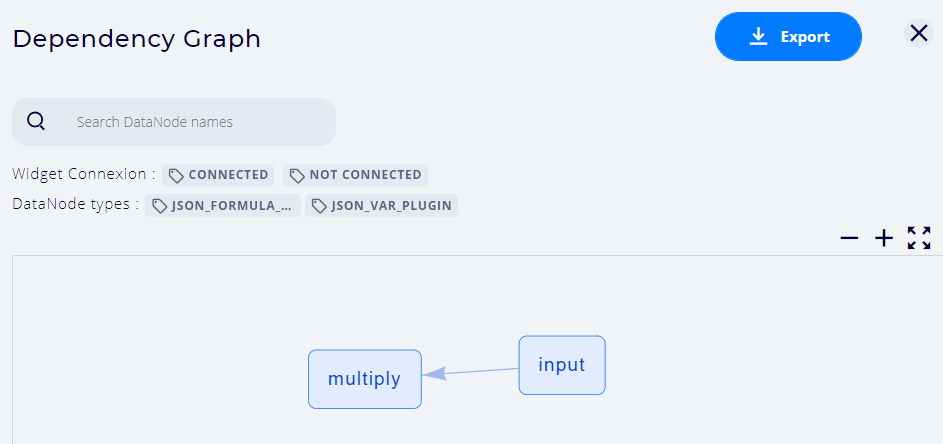 Dependency Graph
Export
Search DataNode names
Widget Connexion : CONNECTED NOT CONNECTED
DataNode types : JSON_FORMULA_... JSON_VAR_PLUGIN
multiply
input